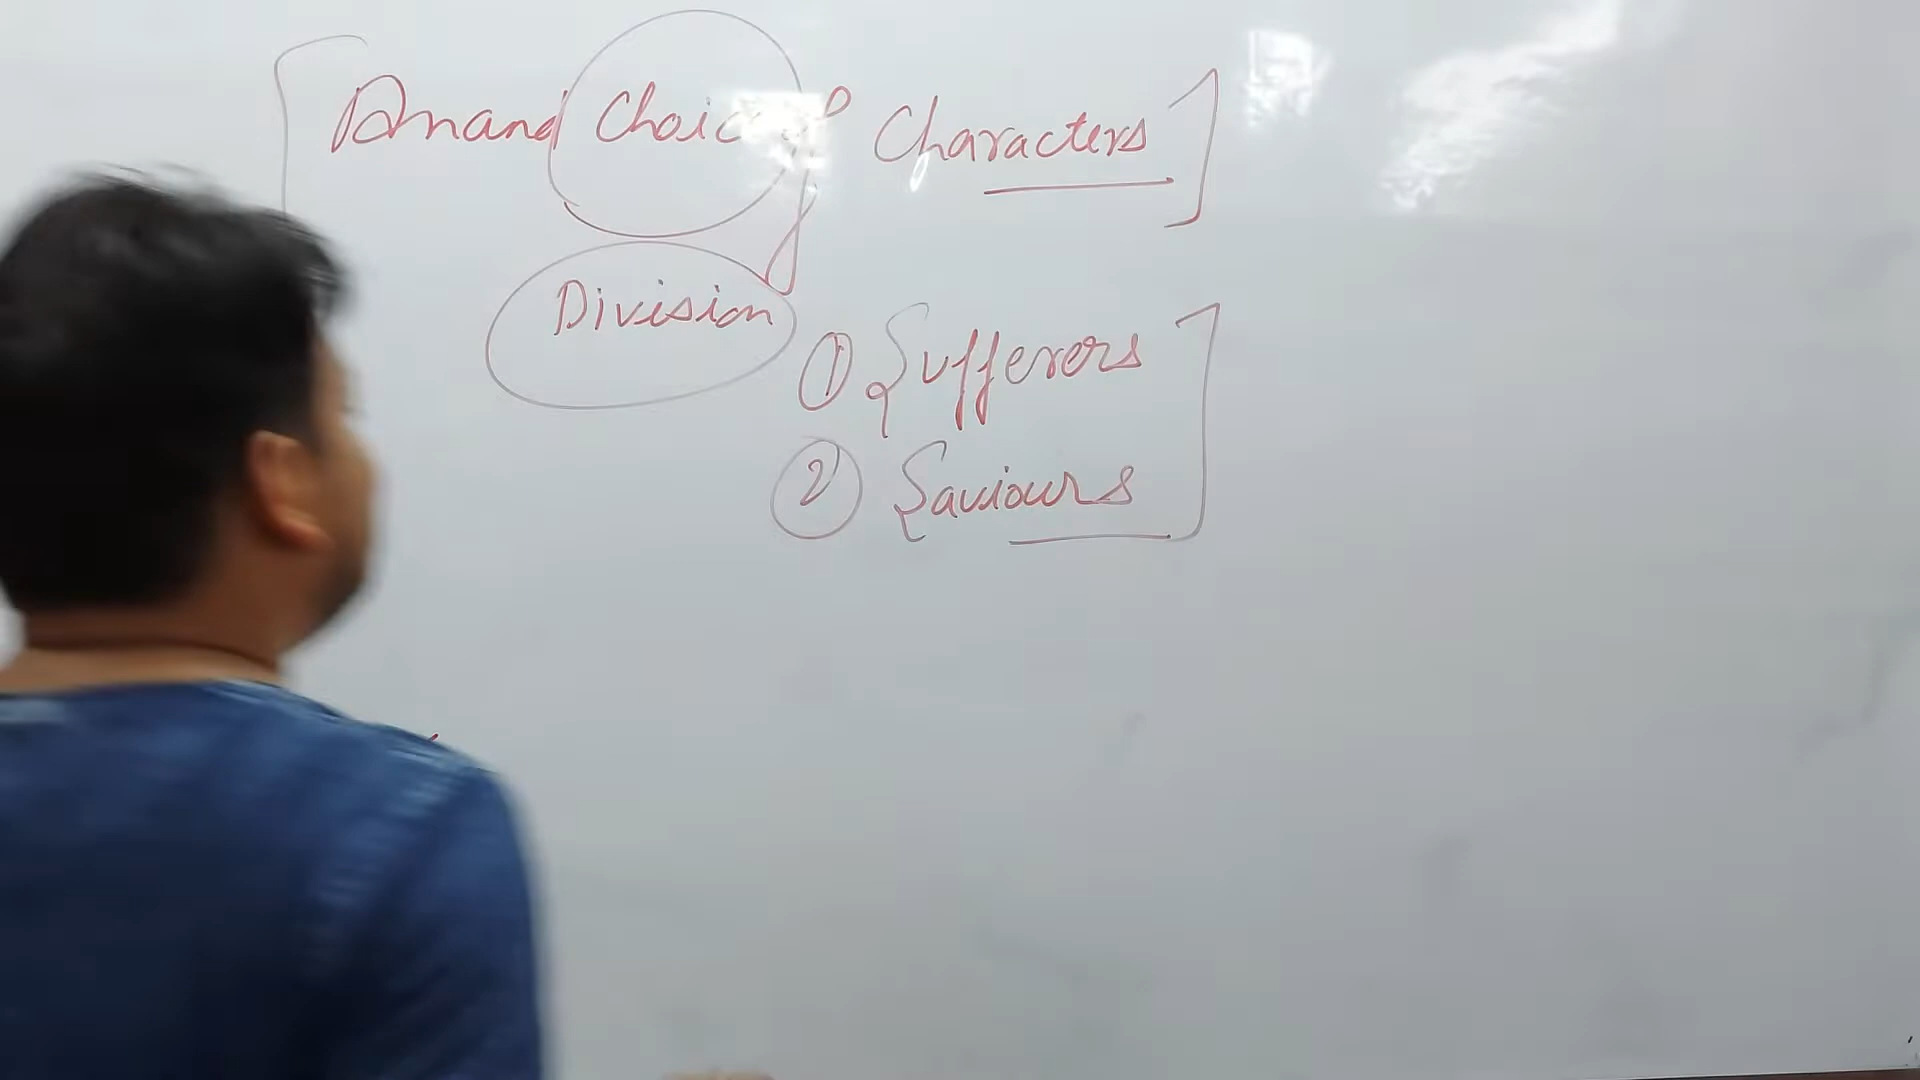 Anand Choice of Characters
Division
① Sufferers
② Saviours